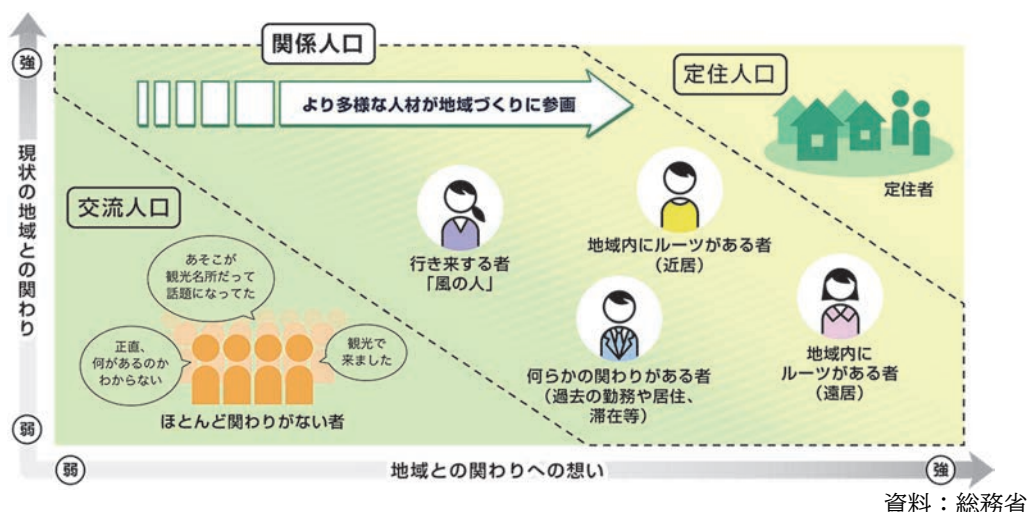 関係人口
強
より多様な人材が地域づくりに参画
定住人口
定住者
現状の地域との関わり
交流人口
あそこが
観光名所だって
話題になってた
正直、
何があるのか
わからない
観光で
来ました
ほとんど関わりがない者
行き来する者
「風の人」
地域内にルーツがある者
（近居）
何らかの関わりがある者
（過去の勤務や居住、
滞在等）
地域内に
ルーツがある者
（遠居）
弱
弱
地域との関わりへの想い
強
資料：総務省